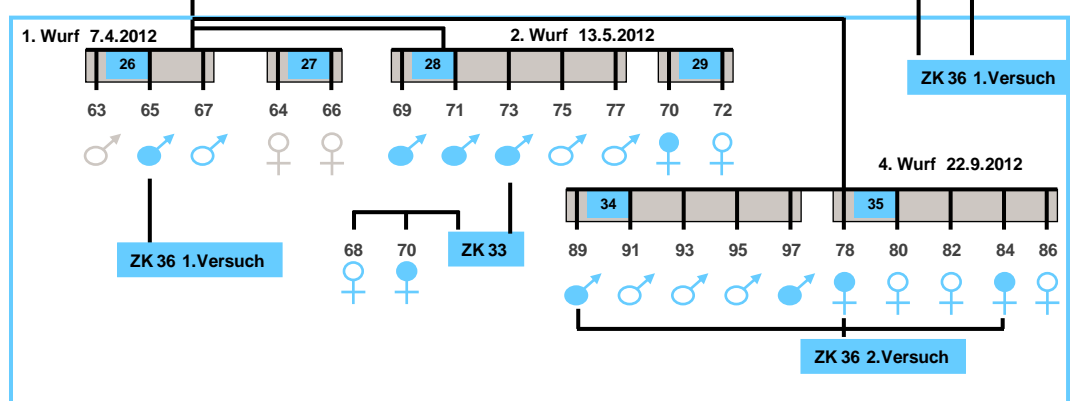 1. Wurf 7.4.2012
2. Wurf 13.5.2012
ZK 36 1.Versuch
26 27 28 29
63 65 67 64 66 69 71 73 75 77 70 72
4. Wurf 22.9.2012
34 35
68 70
ZK 33
89 91 93 95 97 78 80 82 84 86
ZK 36 1.Versuch
ZK 36 2.Versuch